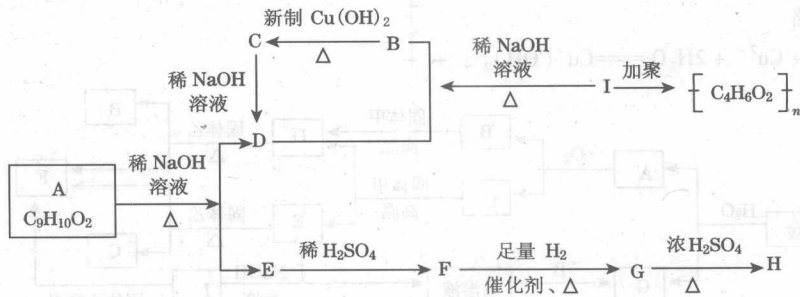 新制 Cu(OH)₂
C
△
B
稀 NaOH
溶液
稀 NaOH
溶液
△
I
加聚
[C₄H₆O₂]ₙ
D
A
C₉H₁₀O₂
稀 NaOH
溶液
△
E
稀 H₂SO₄
F
足量 H₂
催化剂、△
G
浓 H₂SO₄
△
H